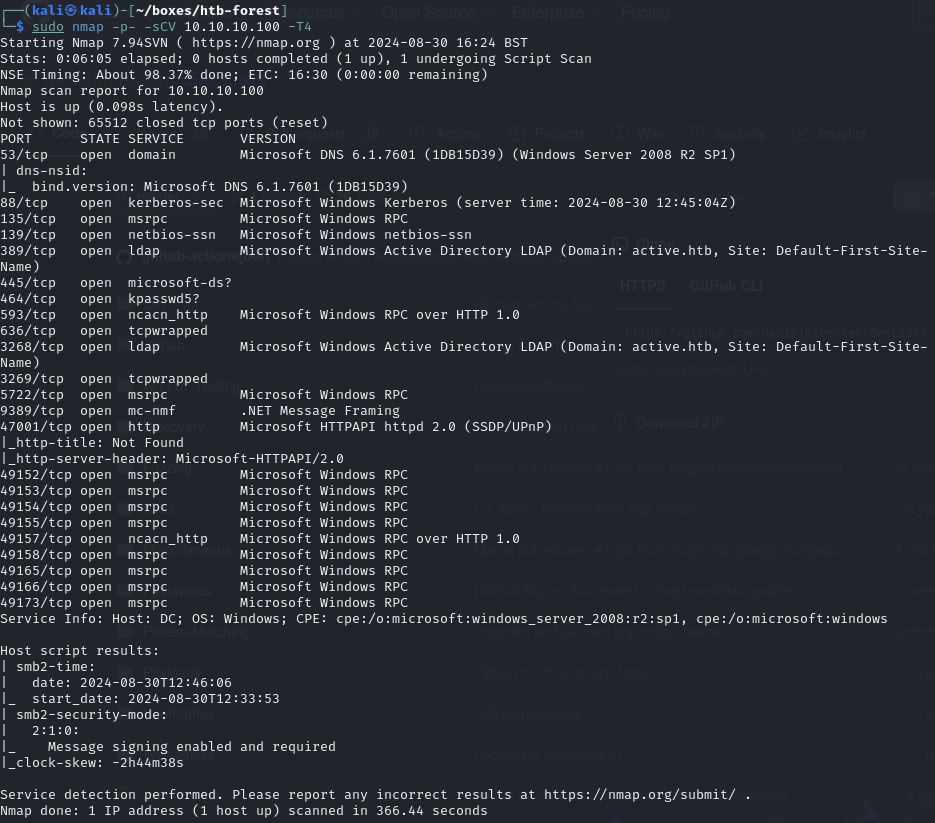 ┌──(kali㉿kali)-[~/boxes/htb-forest]
└─$ sudo nmap -p- -sCV 10.10.10.100 -T4
Starting Nmap 7.94SVN ( https://nmap.org ) at 2024-08-30 16:24 BST
Stats: 0:06:05 elapsed; 0 hosts completed (1 up), 1 undergoing Script Scan
NSE Timing: About 98.37% done; ETC: 16:30 (0:00:00 remaining)
Nmap scan report for 10.10.10.100
Host is up (0.098s latency).
Not shown: 65512 closed tcp ports (reset)
PORT      STATE SERVICE       VERSION
53/tcp    open  domain        Microsoft DNS 6.1.7601 (1DB15D39) (Windows Server 2008 R2 SP1)
| dns-nsid:
|_  bind.version: Microsoft DNS 6.1.7601 (1DB15D39)
88/tcp    open  kerberos-sec  Microsoft Windows Kerberos (server time: 2024-08-30 12:45:04Z)
135/tcp   open  msrpc         Microsoft Windows RPC
139/tcp   open  netbios-ssn   Microsoft Windows netbios-ssn
389/tcp   open  ldap          Microsoft Windows Active Directory LDAP (Domain: active.htb, Site: Default-First-Site-
Name)
445/tcp   open  microsoft-ds?
464/tcp   open  kpasswd5?
593/tcp   open  ncacn_http    Microsoft Windows RPC over HTTP 1.0
636/tcp   open  tcpwrapped
3268/tcp  open  ldap          Microsoft Windows Active Directory LDAP (Domain: active.htb, Site: Default-First-Site-
Name)
3269/tcp  open  tcpwrapped
5722/tcp  open  msrpc         Microsoft Windows RPC
9389/tcp  open  mc-nmf        .NET Message Framing
47001/tcp open  http          Microsoft HTTPAPI httpd 2.0 (SSDP/UPnP)
|_http-title: Not Found
|_http-server-header: Microsoft-HTTPAPI/2.0
49152/tcp open  msrpc         Microsoft Windows RPC
49153/tcp open  msrpc         Microsoft Windows RPC
49154/tcp open  msrpc         Microsoft Windows RPC
49155/tcp open  msrpc         Microsoft Windows RPC
49157/tcp open  ncacn_http    Microsoft Windows RPC over HTTP 1.0
49158/tcp open  msrpc         Microsoft Windows RPC
49165/tcp open  msrpc         Microsoft Windows RPC
49166/tcp open  msrpc         Microsoft Windows RPC
49173/tcp open  msrpc         Microsoft Windows RPC
Service Info: Host: DC; OS: Windows; CPE: cpe:/o:microsoft:windows_server_2008:r2:sp1, cpe:/o:microsoft:windows

Host script results:
| smb2-time:
|   date: 2024-08-30T12:46:06
|_  start_date: 2024-08-30T12:33:53
| smb2-security-mode:
|   2:1:0:
|_    Message signing enabled and required
|_clock-skew: -2h44m38s

Service detection performed. Please report any incorrect results at https://nmap.org/submit/ .
Nmap done: 1 IP address (1 host up) scanned in 366.44 seconds